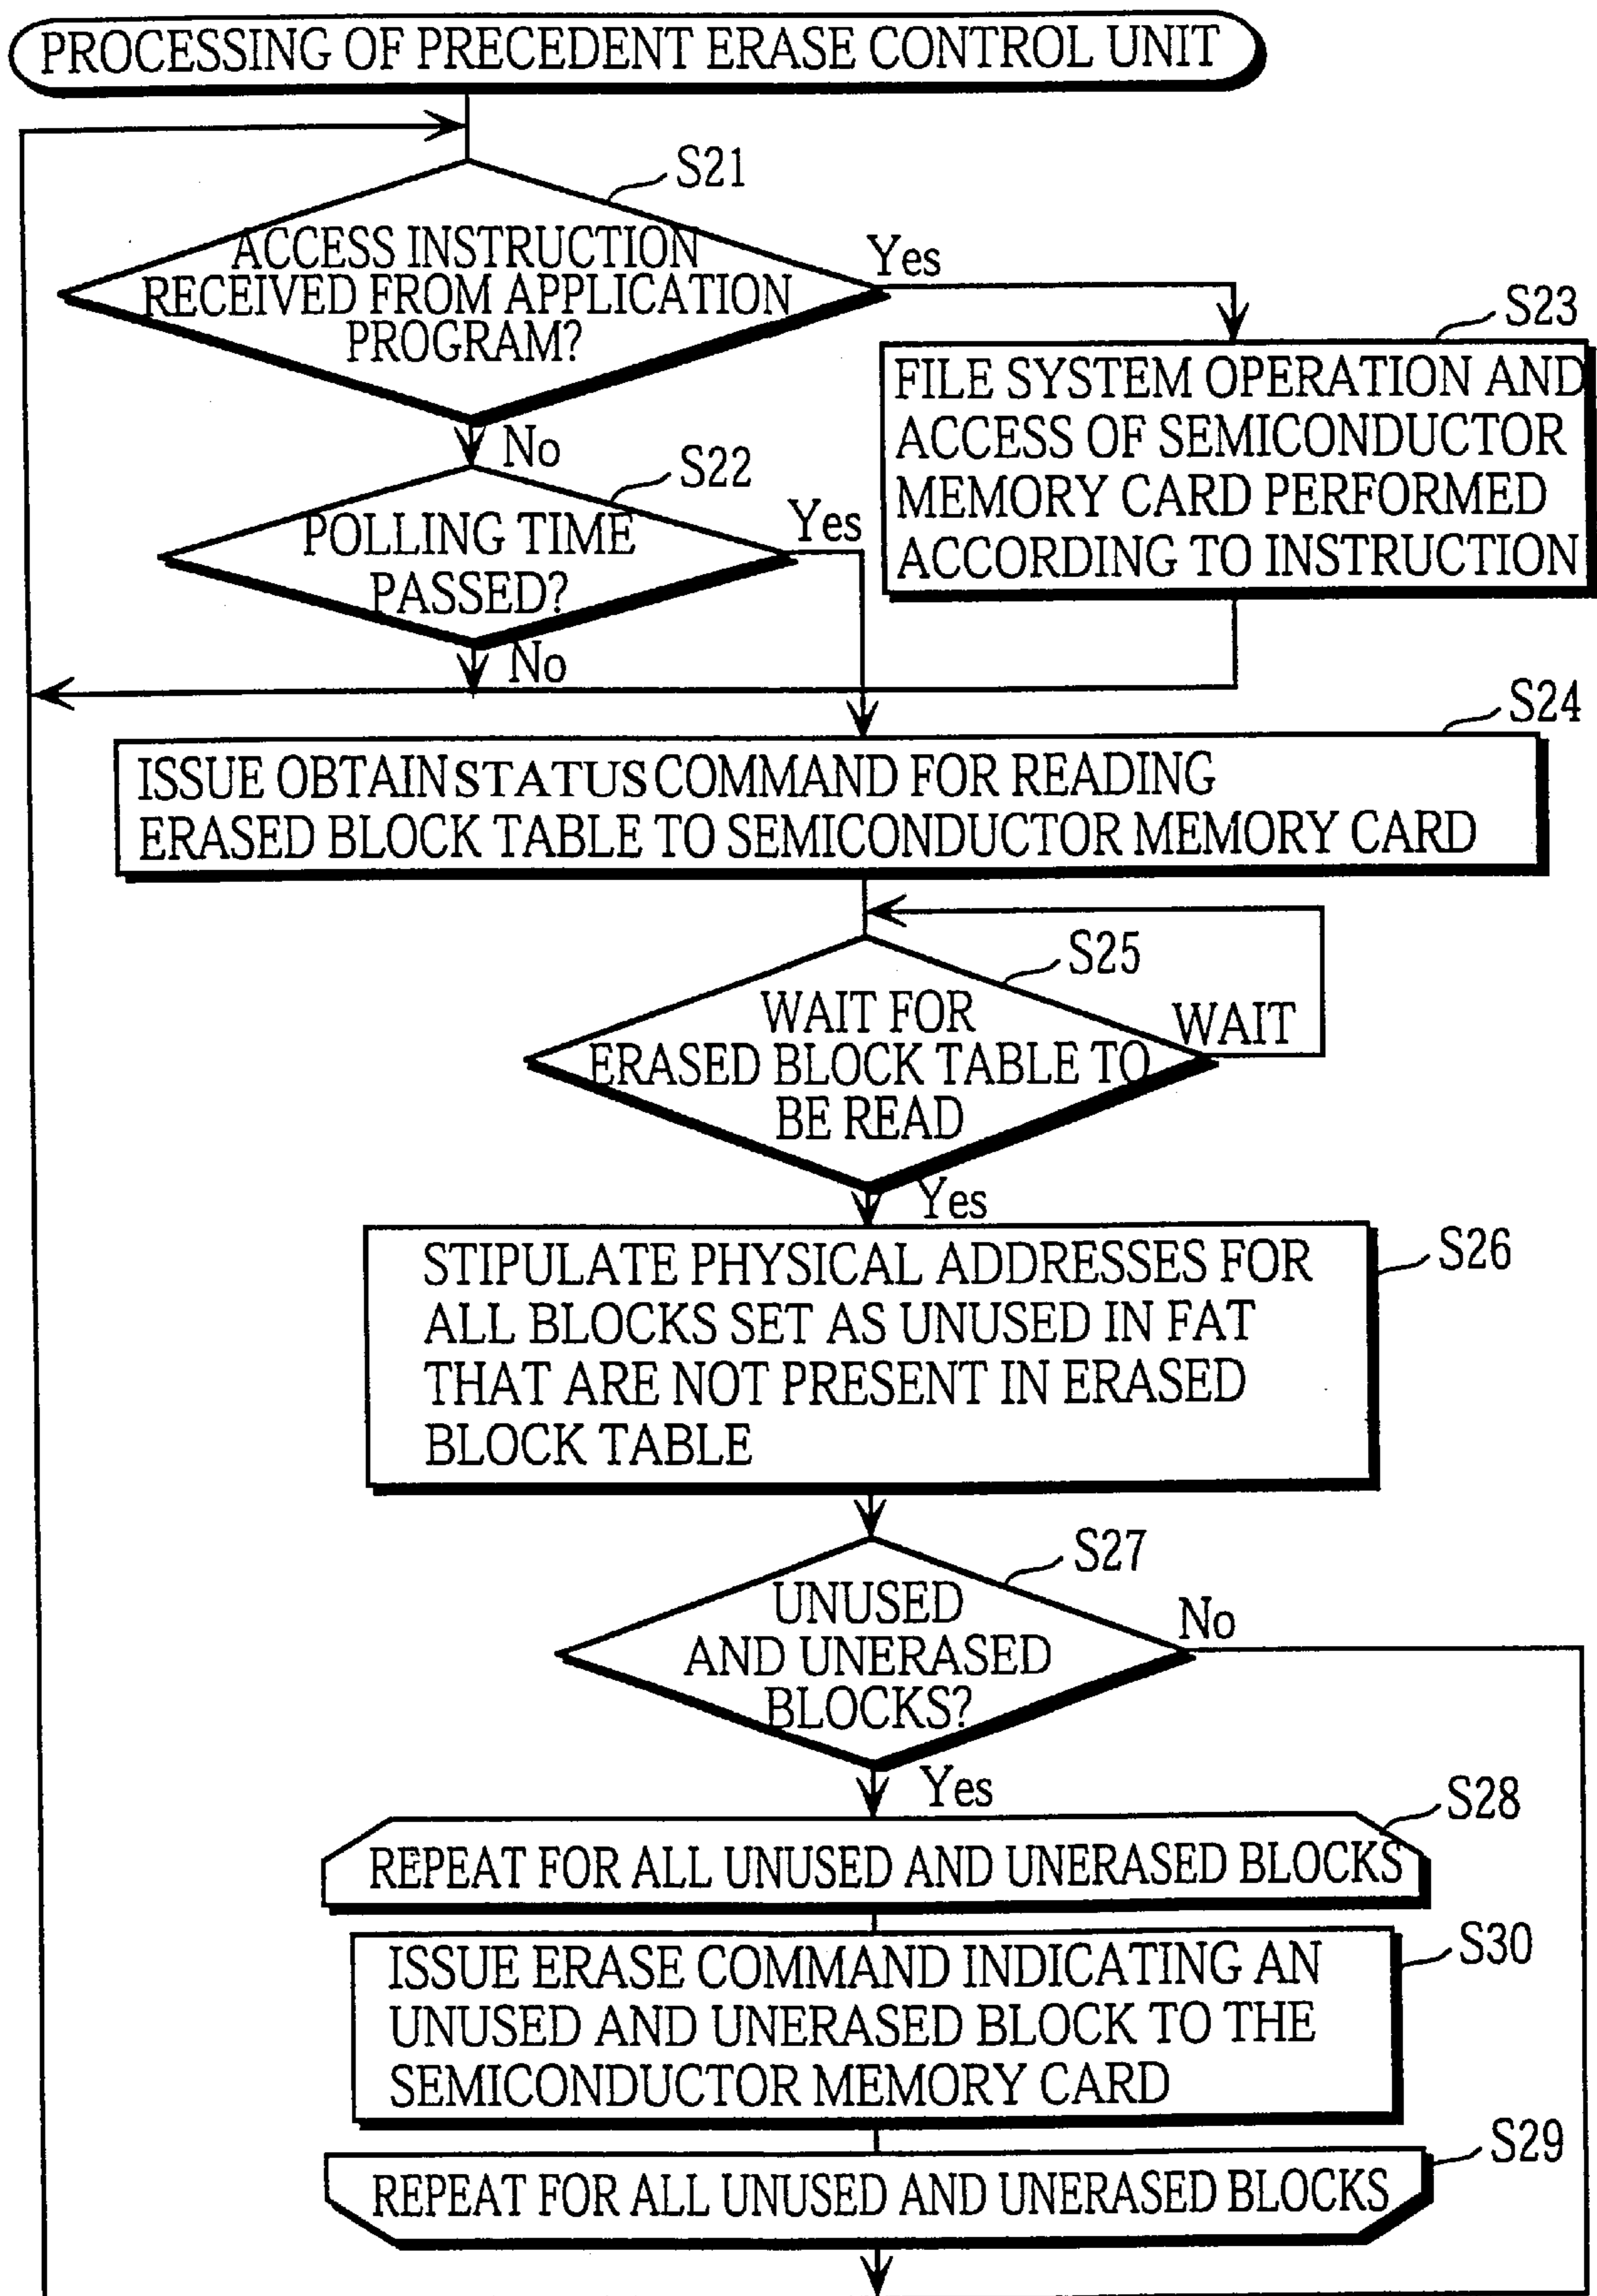 PROCESSING OF PRECEDENT ERASE CONTROL UNIT
S21
ACCESS INSTRUCTION
RECEIVED FROM APPLICATION
PROGRAM?
Yes
No
S23
FILE SYSTEM OPERATION AND
ACCESS OF SEMICONDUCTOR
MEMORY CARD PERFORMED
ACCORDING TO INSTRUCTION
S22
POLLING TIME
PASSED?
Yes
No
S24
ISSUE OBTAIN STATUS COMMAND FOR READING
ERASED BLOCK TABLE TO SEMICONDUCTOR MEMORY CARD
S25
WAIT FOR
ERASED BLOCK TABLE TO
BE READ
WAIT
Yes
S26
STIPULATE PHYSICAL ADDRESSES FOR
ALL BLOCKS SET AS UNUSED IN FAT
THAT ARE NOT PRESENT IN ERASED
BLOCK TABLE
S27
UNUSED
AND UNERASED
BLOCKS?
No
Yes
S28
REPEAT FOR ALL UNUSED AND UNERASED BLOCKS
S30
ISSUE ERASE COMMAND INDICATING AN
UNUSED AND UNERASED BLOCK TO THE
SEMICONDUCTOR MEMORY CARD
S29
REPEAT FOR ALL UNUSED AND UNERASED BLOCKS